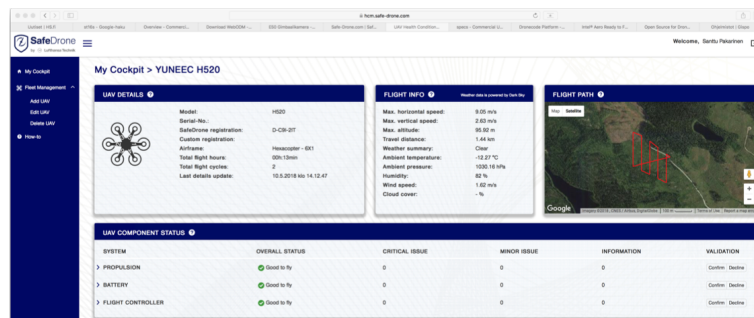 hcm.safe-drone.com
SafeDrone
by Lufthansa Technik
Welcome, Santtu Pakarinen
My Cockpit
Fleet Management
Add UAV
Edit UAV
Delete UAV
How-to
My Cockpit > YUNEEC H520
UAV DETAILS
Model: H520
Serial-No.:
SafeDrone registration: D-CBI-2IT
Custom registration:
Airframe: Hexacopter - 6X1
Total flight hours: 00h:13min
Total flight cycles: 2
Last details update: 10.5.2018 klo 14.12.47
FLIGHT INFO
Weather data is powered by Dark Sky
Max. horizontal speed: 9.05 m/s
Max. vertical speed: 2.63 m/s
Max. altitude: 95.92 m
Travel distance: 1.44 km
Weather summary: Clear
Ambient temperature: -12.27 °C
Ambient pressure: 1030.18 hPa
Humidity: 82 %
Wind speed: 1.62 m/s
Cloud cover: - %
FLIGHT PATH
Map Satellite
Google
UAV COMPONENT STATUS
SYSTEM OVERALL STATUS CRITICAL ISSUE MINOR ISSUE INFORMATION VALIDATION
PROPULSION Good to fly 0 0 0 Confirm Decline
BATTERY Good to fly 0 0 0 Confirm Decline
FLIGHT CONTROLLER Good to fly 0 0 0 Confirm Decline